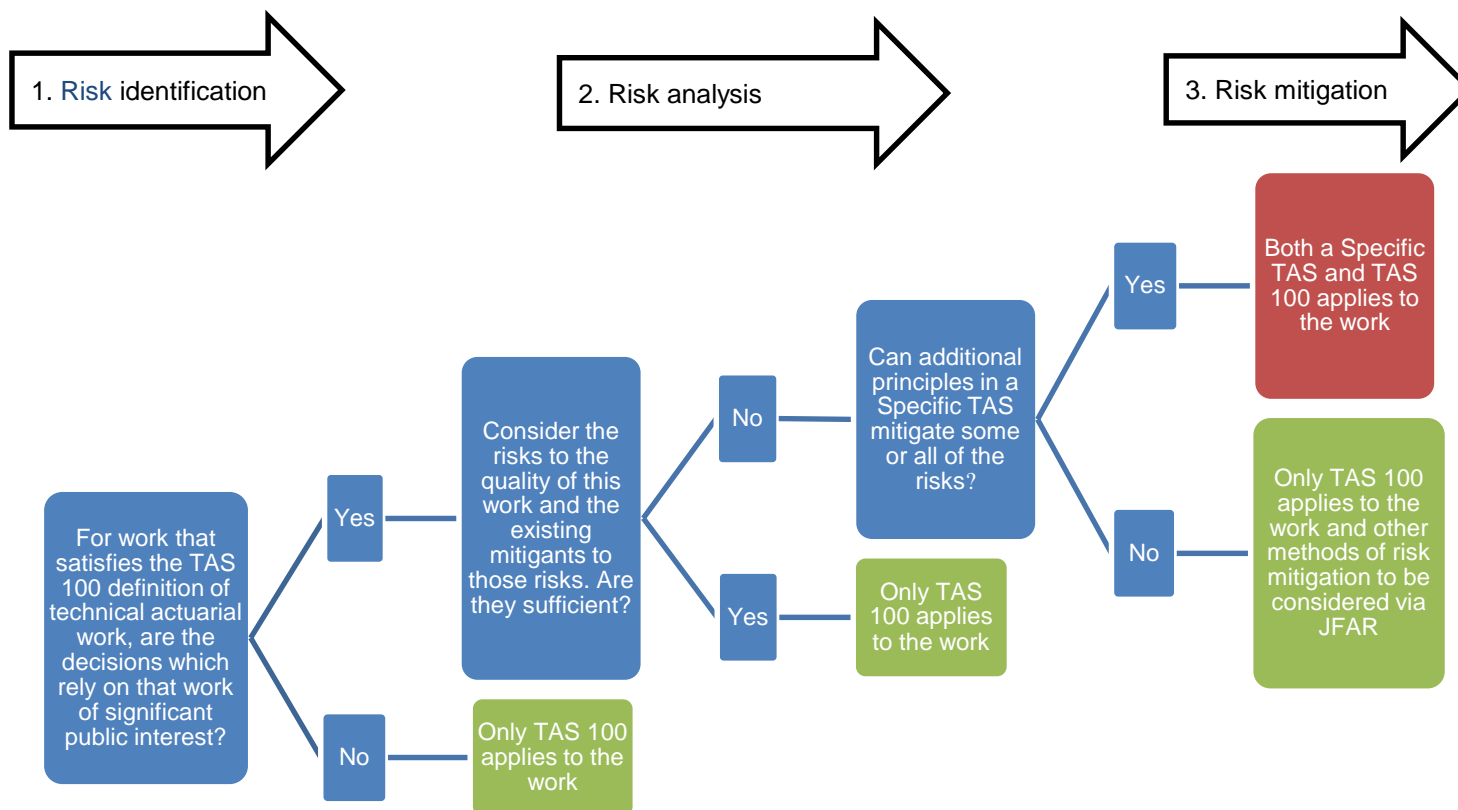 1. Risk identification
2. Risk analysis
3. Risk mitigation
For work that
satisfies the TAS
100 definition of
technical actuarial
work, are the
decisions which
rely on that work
of significant
public interest?
Yes
No
Consider the
risks to the
quality of this
work and the
existing
mitigants to
those risks. Are
they sufficient?
Only TAS 100
applies to the
work
No
Yes
Can additional
principles in a
Specific TAS
mitigate some
or all of the
risks?
Only TAS
100 applies
to the work
Yes
No
Both a Specific
TAS and TAS
100 applies to
the work
Only TAS 100
applies to the
work and other
methods of risk
mitigation to be
considered via
JFAR